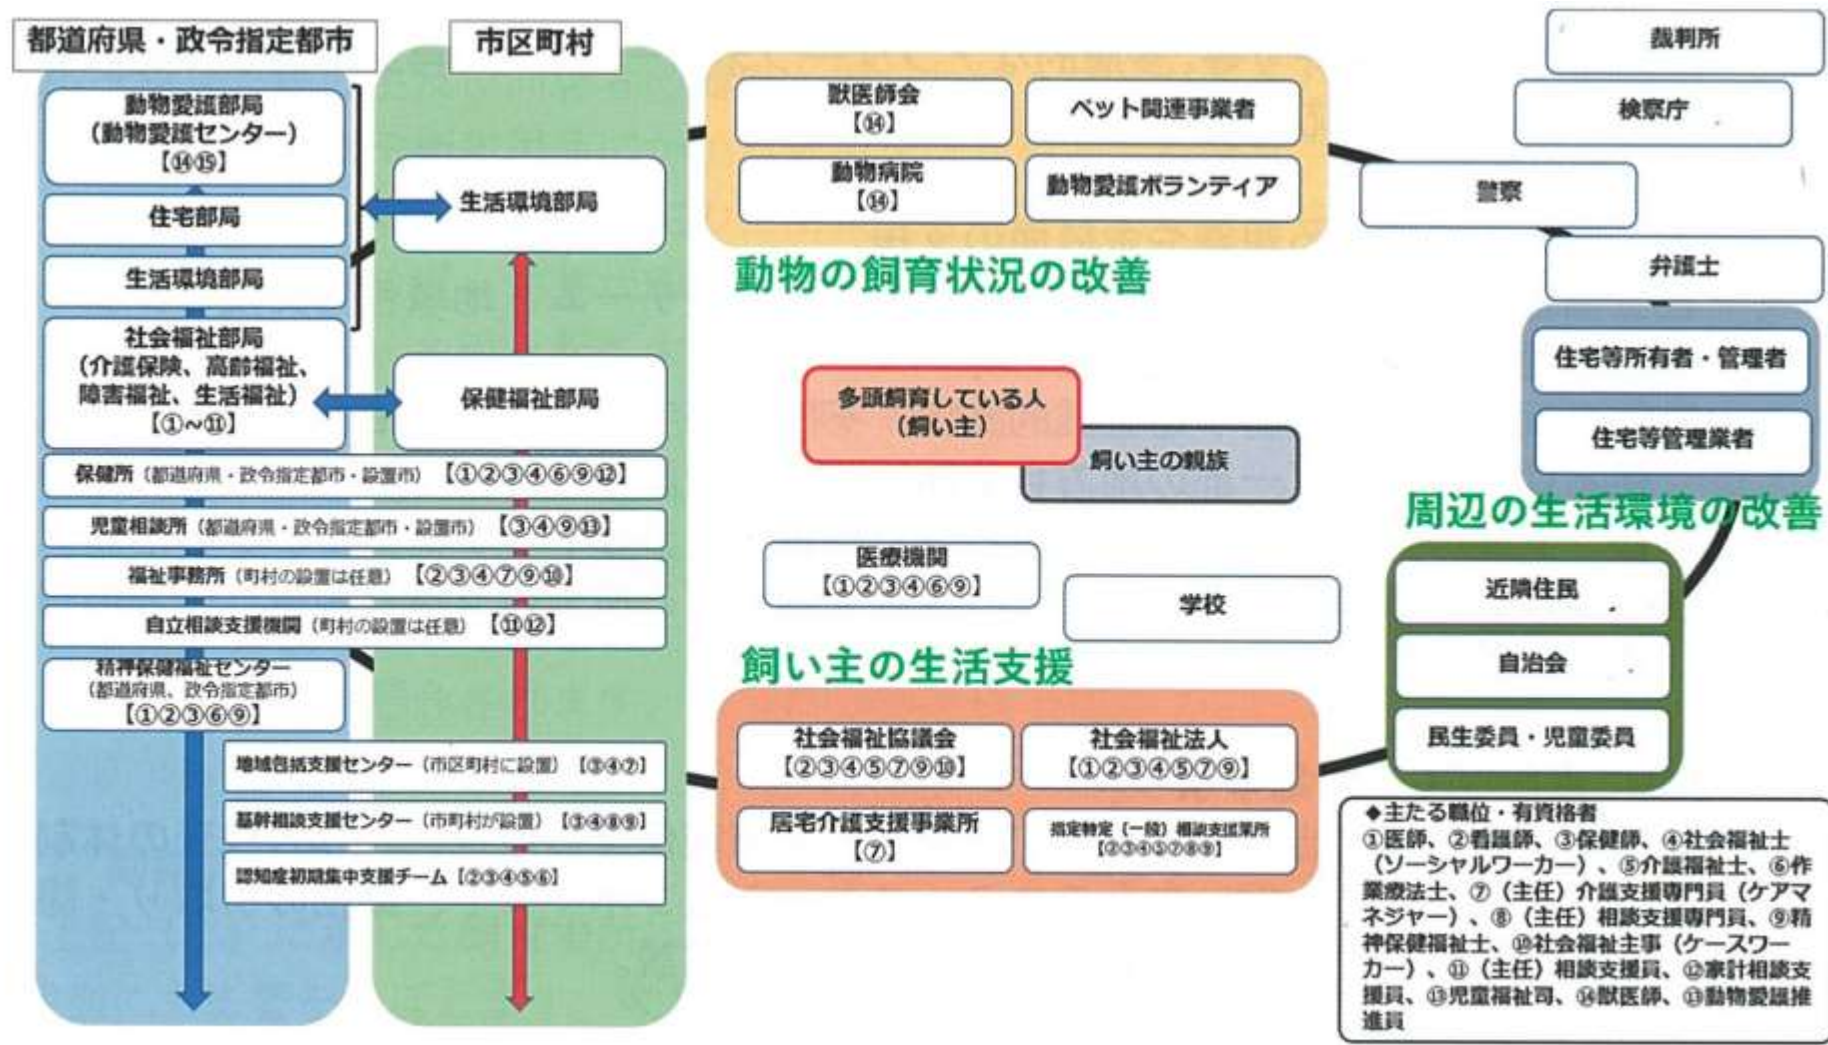 都道府県・政令指定都市
動物愛護部局
（動物愛護センター）
【⑭⑮】
住宅部局
生活環境部局
社会福祉部局
（介護保険、高齢福祉、
障害福祉、生活福祉）
【①～⑪】
市区町村
生活環境部局
保健福祉部局
保健所（都道府県・政令指定都市・設置市）【①②③④⑥⑨⑫】
児童相談所（都道府県・政令指定都市・設置市）【③④⑨⑬】
福祉事務所（町村の設置は任意）【②③④⑦⑨⑩】
自立相談支援機関（町村の設置は任意）【⑪⑫】
精神保健福祉センター
（都道府県、政令指定都市）
【①②③⑥⑨】
地域包括支援センター（市区町村に設置）【③④⑦】
基幹相談支援センター（市町村が設置）【③④⑧⑨】
認知症初期集中支援チーム【②③④⑤⑥】
獣医師会
【⑭】
ペット関連事業者
動物病院
【⑭】
動物愛護ボランティア
動物の飼育状況の改善
裁判所
検察庁
警察
弁護士
住宅等所有者・管理者
住宅等管理業者
周辺の生活環境の改善
多頭飼育している人
（飼い主）
飼い主の親族
医療機関
【①②③④⑥⑨】
学校
飼い主の生活支援
社会福祉協議会
【②③④⑤⑦⑨⑩】
社会福祉法人
【①②③④⑤⑦⑨】
居宅介護支援事業所
【⑦】
指定特定（一般）相談支援業所
【②③④⑤⑦⑧⑨】
近隣住民
自治会
民生委員・児童委員
◆主たる職位・有資格者
①医師、②看護師、③保健師、④社会福祉士
（ソーシャルワーカー）、⑤介護福祉士、⑥作
業療法士、⑦（主任）介護支援専門員（ケアマ
ネジャー）、⑧（主任）相談支援専門員、⑨精
神保健福祉士、⑩社会福祉主事（ケースワー
カー）、⑪（主任）相談支援員、⑫家計相談支
援員、⑬児童福祉司、⑭獣医師、⑬動物愛護推
進員